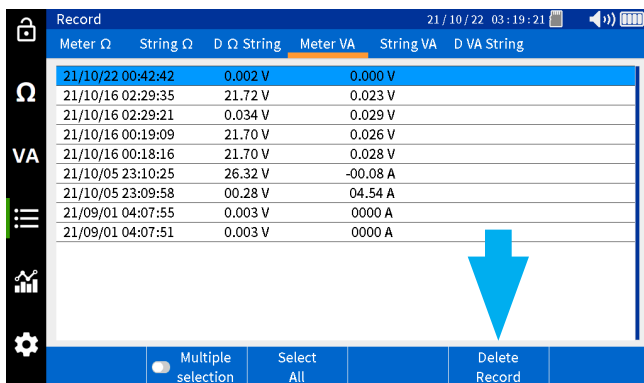 Record 21/10/22 03:19:21
Meter Ω String Ω D Ω String Meter VA String VA D VA String
21/10/22 00:42:42 0.002 V 0.000 V
21/10/16 02:29:35 21.72 V 0.023 V
21/10/16 02:29:21 0.034 V 0.029 V
21/10/16 00:19:09 21.70 V 0.026 V
21/10/16 00:18:16 21.70 V 0.028 V
21/10/05 23:10:25 26.32 V -00.08 A
21/10/05 23:09:58 00.28 V 04.54 A
21/09/01 04:07:55 0.003 V 0000 A
21/09/01 04:07:51 0.003 V 0000 A
Ω
VA
Multiple selection
Select All
Delete Record